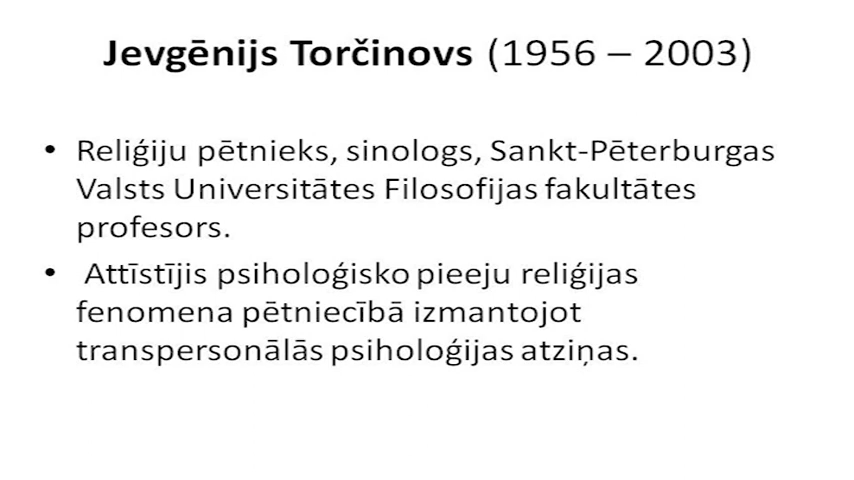 Jevgēnijs Torčinovs (1956 – 2003)
• Reliģiju pētnieks, sinologs, Sankt-Pēterburgas
Valsts Universitātes Filosofijas fakultātes
profesors.
• Attīstījis psiholoģisko pieeju reliģijas
fenomena pētniecībā izmantojot
transpersonālās psiholoģijas atziņas.